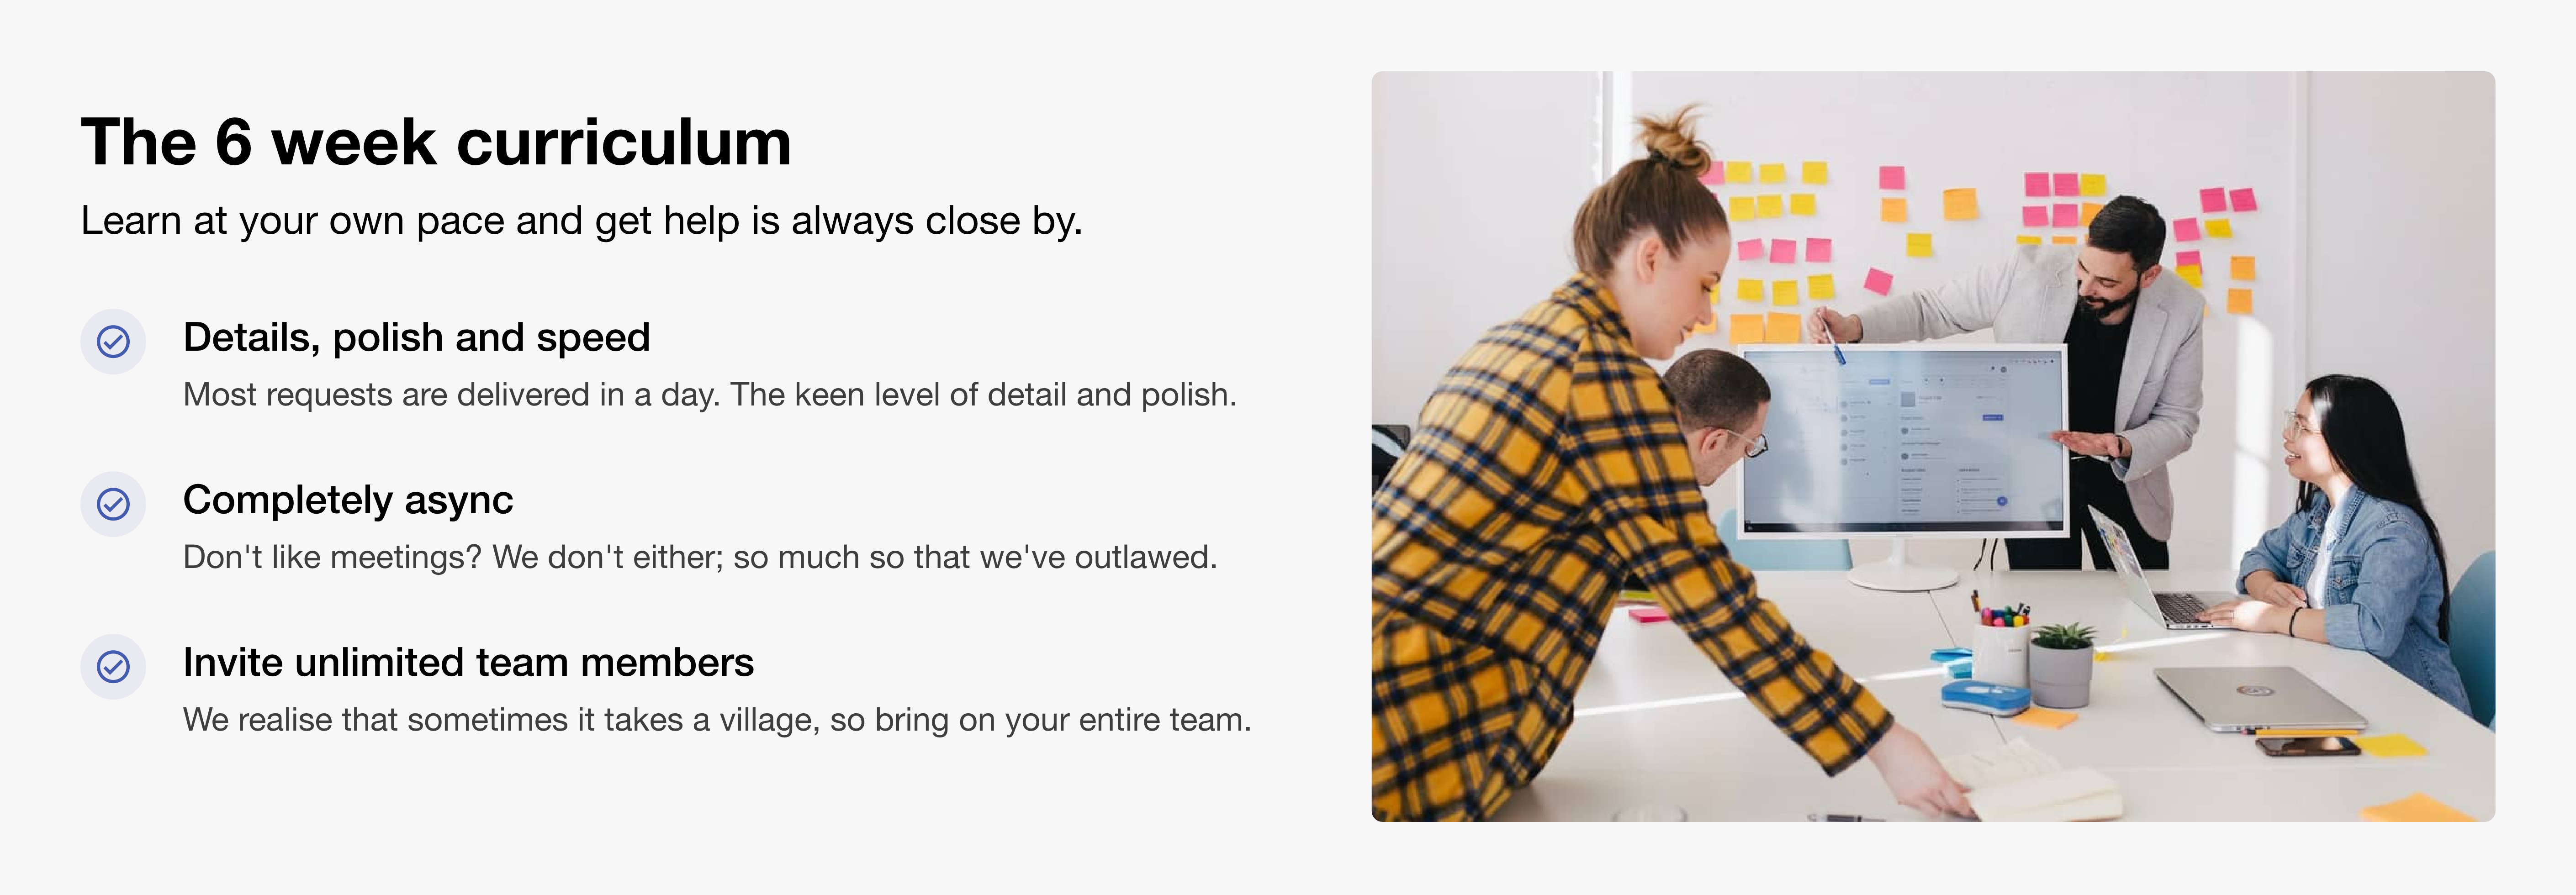 The 6 week curriculum
Learn at your own pace and get help is always close by.
Details, polish and speed
Most requests are delivered in a day. The keen level of detail and polish.
Completely async
Don't like meetings? We don't either; so much so that we've outlawed.
Invite unlimited team members
We realise that sometimes it takes a village, so bring on your entire team.